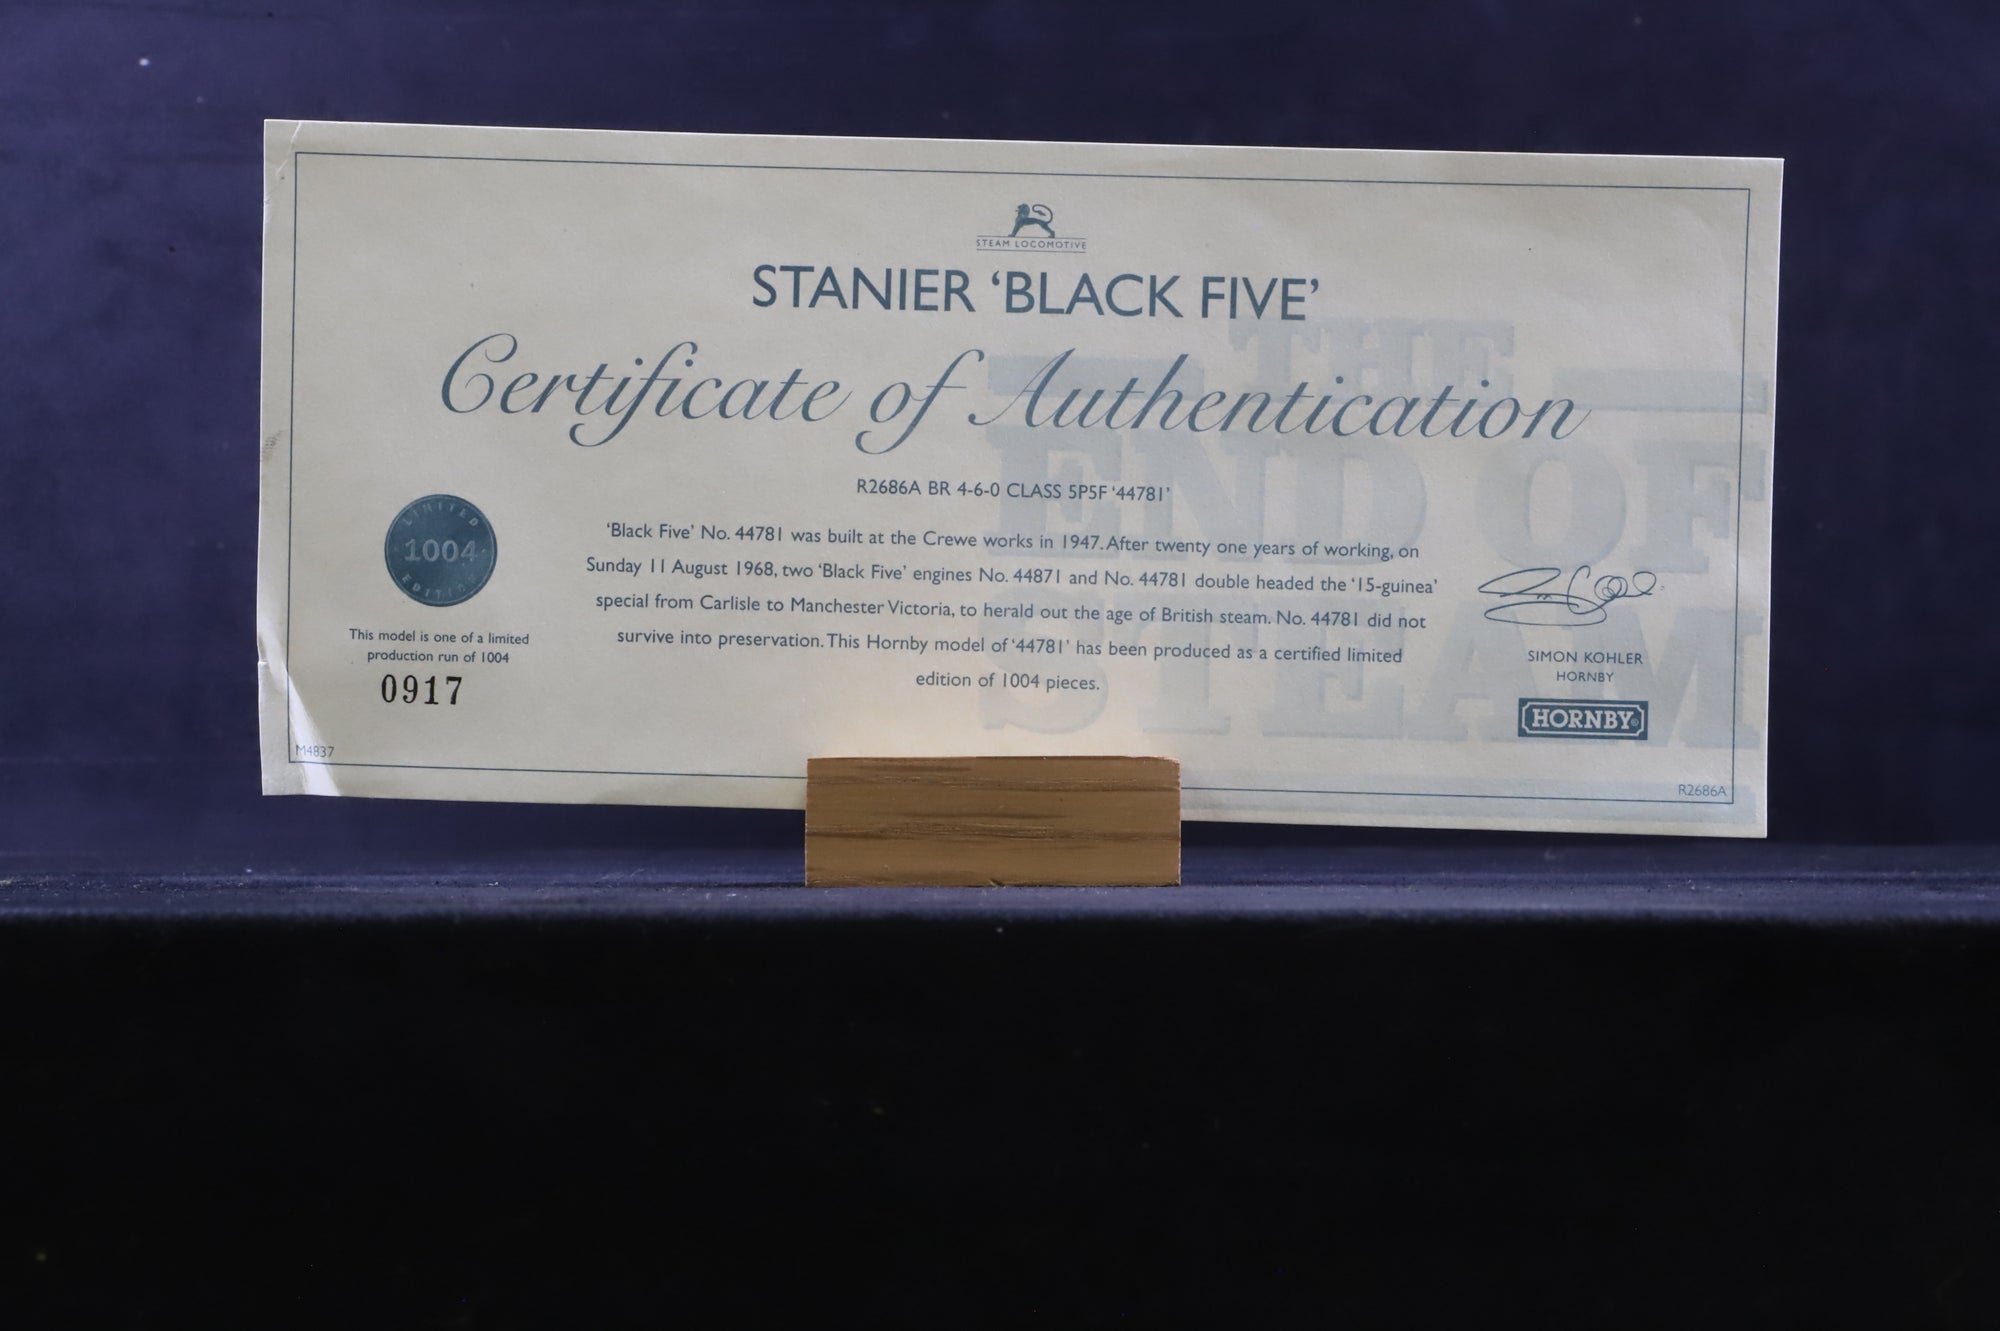 STEAM LOCOMOTIVE
STANIER ‘BLACK FIVE’
Certificate of Authentication
THE
END OF
STEAM
R2686A BR 4-6-0 CLASS 5P5F ‘44781’
‘Black Five’ No. 44781 was built at the Crewe works in 1947. After twenty one years of working, on
Sunday 11 August 1968, two ‘Black Five’ engines No. 44871 and No. 44781 double headed the ‘15-guinea’
special from Carlisle to Manchester Victoria, to herald out the age of British steam. No. 44781 did not
survive into preservation. This Hornby model of ‘44781’ has been produced as a certified limited
edition of 1004 pieces.
LIMITED
1004
EDITION
This model is one of a limited
production run of 1004
0917
M4837
SIMON KOHLER
HORNBY
HORNBY®
R2686A